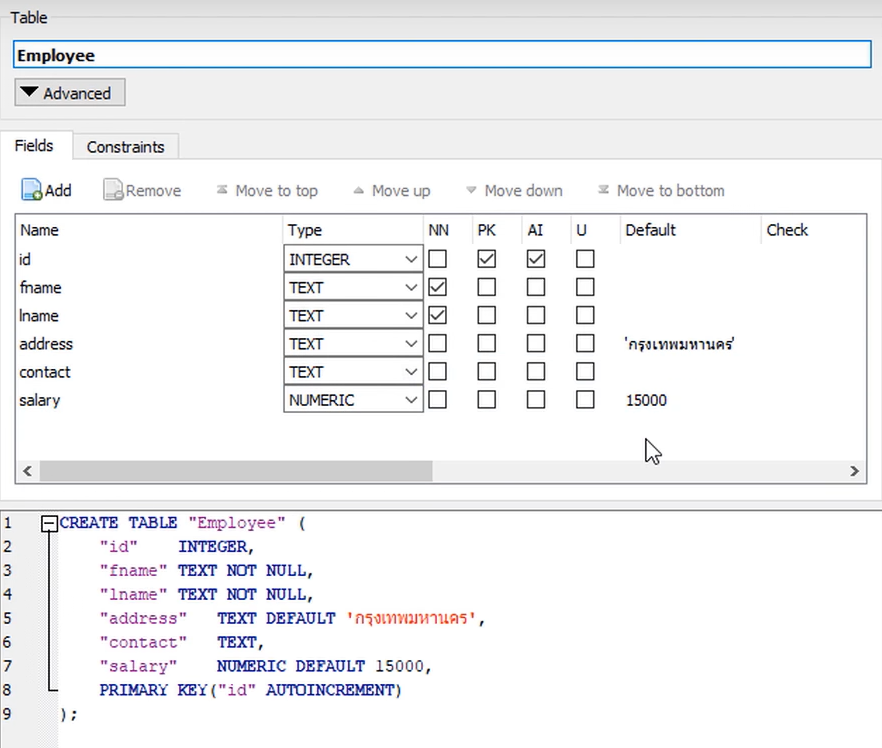 Table
Employee
Advanced
Fields Constraints
Add Remove Move to top Move up Move down Move to bottom
Name Type NN PK AI U Default Check
id INTEGER
fname TEXT
lname TEXT
address TEXT 'กรุงเทพมหานคร'
contact TEXT
salary NUMERIC 15000
1 CREATE TABLE "Employee" (
2 "id" INTEGER,
3 "fname" TEXT NOT NULL,
4 "lname" TEXT NOT NULL,
5 "address" TEXT DEFAULT 'กรุงเทพมหานคร',
6 "contact" TEXT,
7 "salary" NUMERIC DEFAULT 15000,
8 PRIMARY KEY("id" AUTOINCREMENT)
9 );